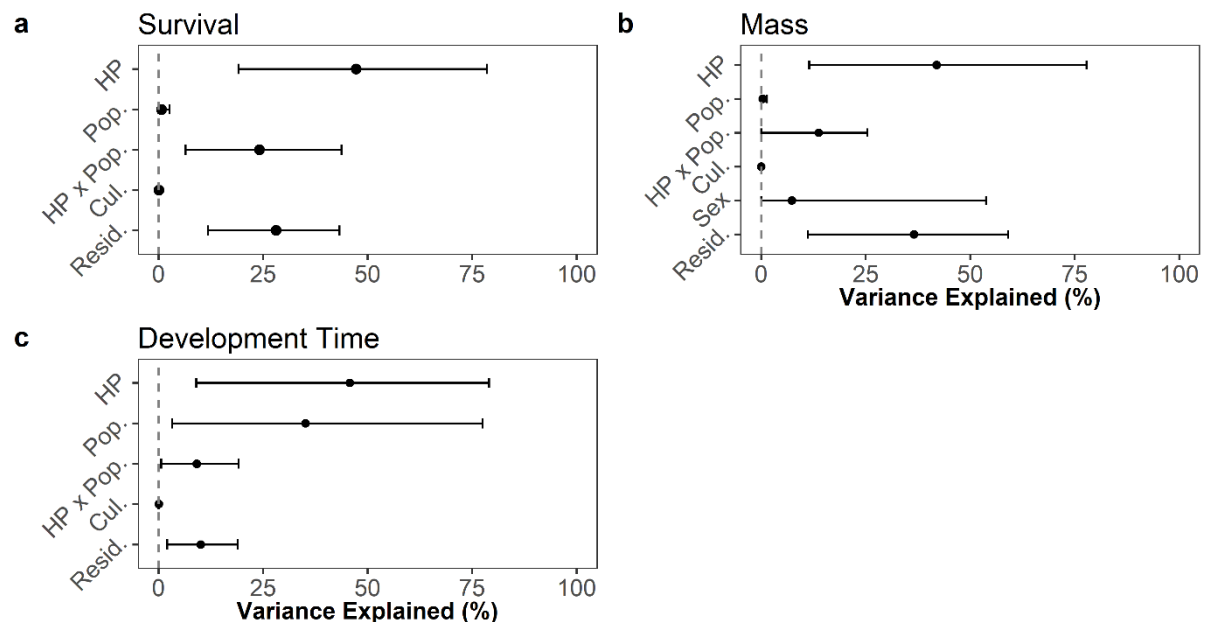 a Survival
HP
Pop.
HP x Pop.
Cul.
Resid.
0 25 50 75 100
b Mass
HP
Pop.
HP x Pop.
Cul.
Sex
Resid.
0 25 50 75 100
Variance Explained (%)
c Development Time
HP
Pop.
HP x Pop.
Cul.
Resid.
0 25 50 75 100
Variance Explained (%)